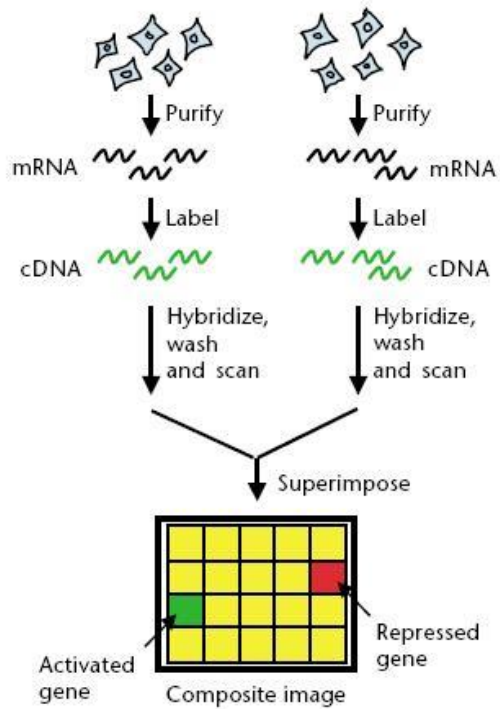 Purify
Purify
mRNA
mRNA
Label
Label
cDNA
cDNA
Hybridize,
wash
and scan
Hybridize,
wash
and scan
Superimpose
Activated
gene
Repressed
gene
Composite image